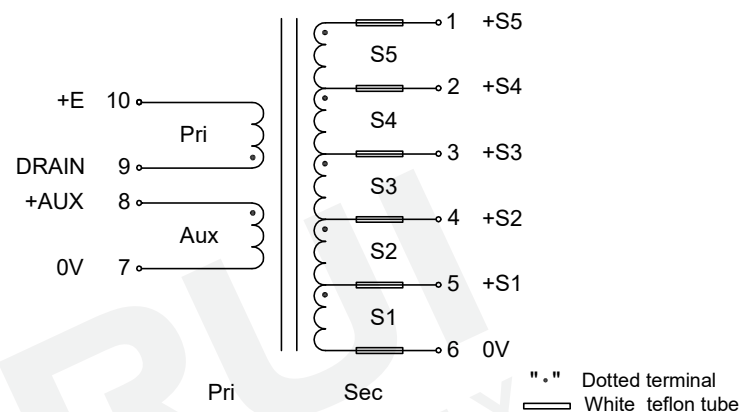 1 +S5
S5
2 +S4
+E 10
S4
Pri
3 +S3
DRAIN 9
S3
+AUX 8
4 +S2
Aux
S2
0V 7
5 +S1
S1
6 0V
Pri Sec
"·" Dotted terminal
White teflon tube
RUI